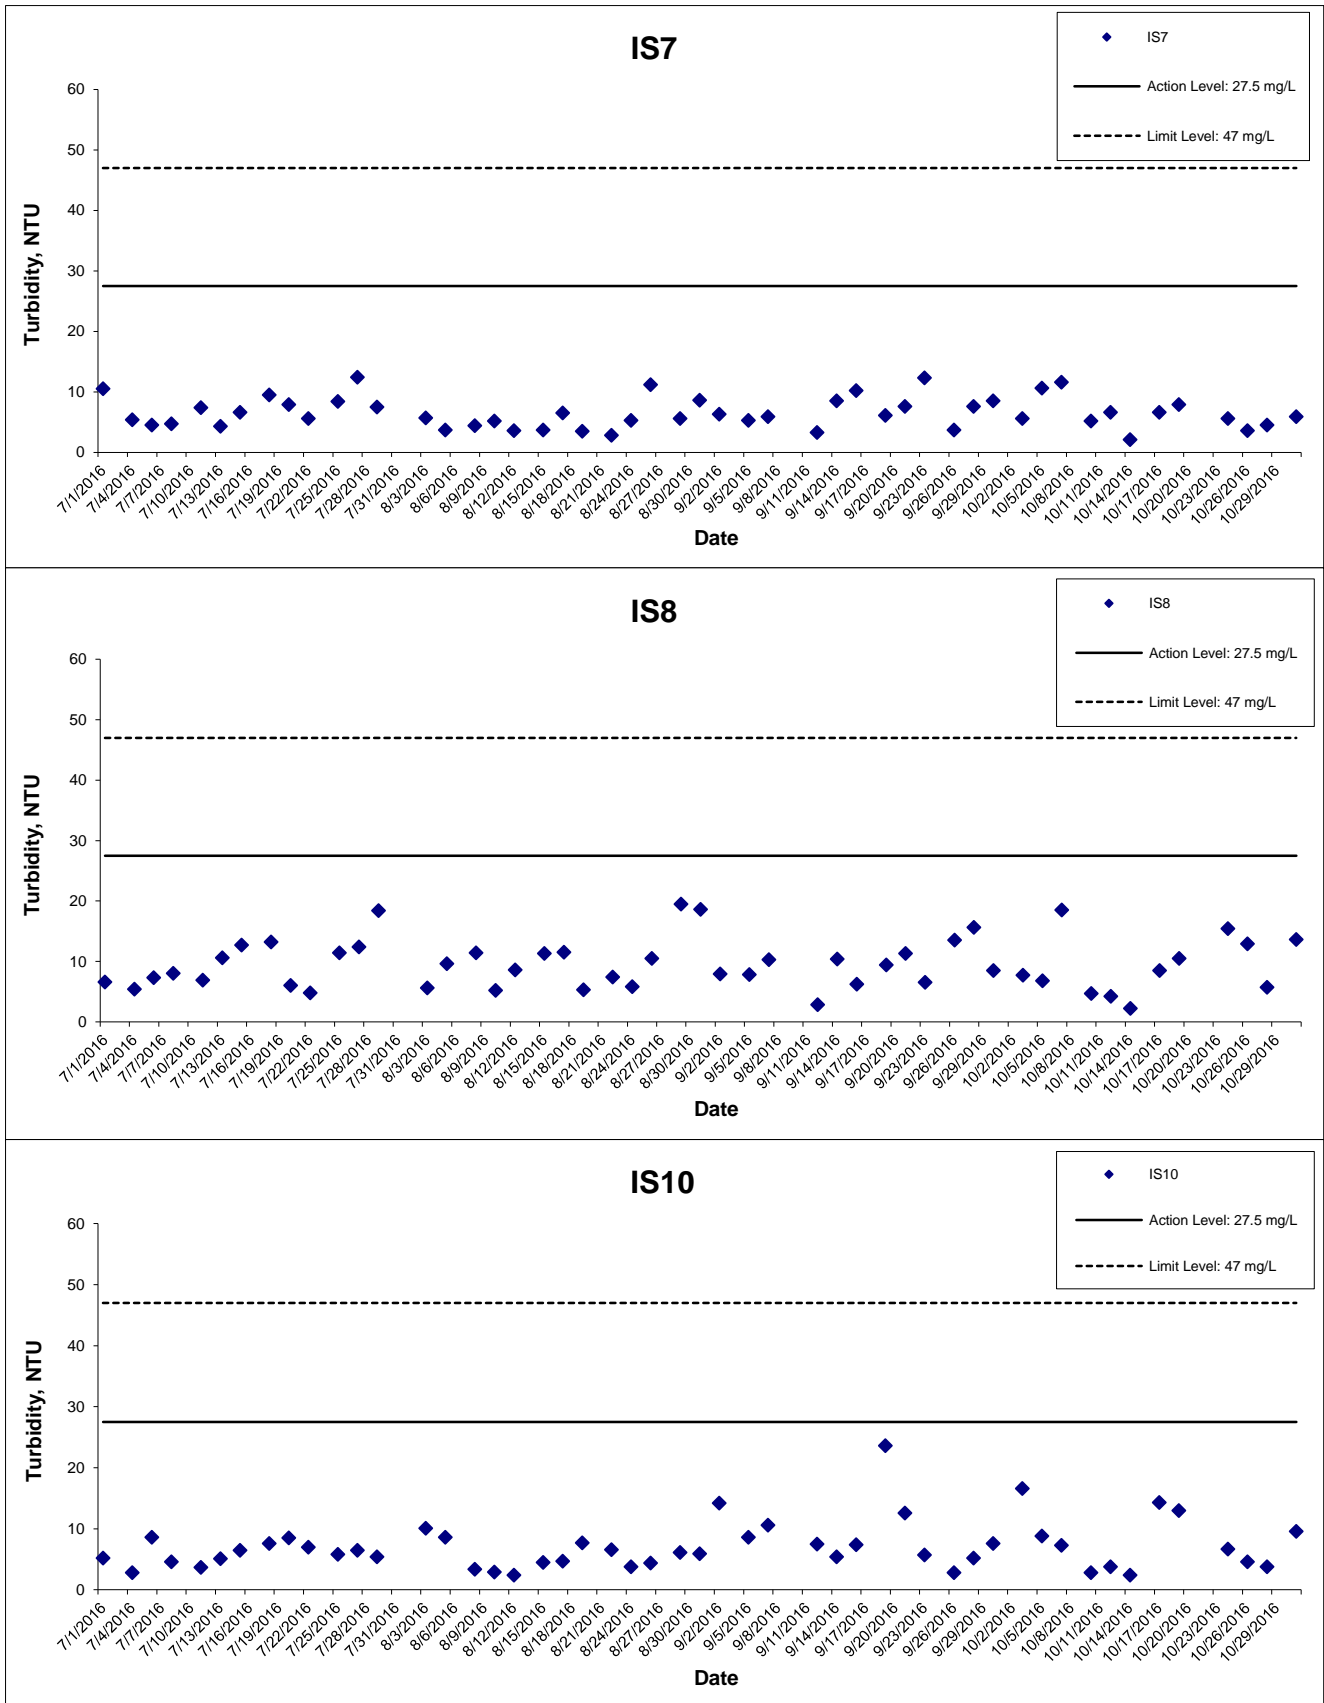 IS7
IS7
Action Level: 27.5 mg/L
Limit Level: 47 mg/L
Turbidity, NTU
60
50
40
30
20
10
0
7/1/2016 7/4/2016 7/7/2016 7/10/2016 7/13/2016 7/16/2016 7/19/2016 7/22/2016 7/25/2016 7/28/2016 7/31/2016 8/3/2016 8/6/2016 8/9/2016 8/12/2016 8/15/2016 8/18/2016 8/21/2016 8/24/2016 8/27/2016 8/30/2016 9/2/2016 9/5/2016 9/8/2016 9/11/2016 9/14/2016 9/17/2016 9/20/2016 9/23/2016 9/26/2016 9/29/2016 10/2/2016 10/5/2016 10/8/2016 10/11/2016 10/14/2016 10/17/2016 10/20/2016 10/23/2016 10/26/2016 10/29/2016
Date
IS8
IS8
Action Level: 27.5 mg/L
Limit Level: 47 mg/L
Turbidity, NTU
60
50
40
30
20
10
0
7/1/2016 7/4/2016 7/7/2016 7/10/2016 7/13/2016 7/16/2016 7/19/2016 7/22/2016 7/25/2016 7/28/2016 7/31/2016 8/3/2016 8/6/2016 8/9/2016 8/12/2016 8/15/2016 8/18/2016 8/21/2016 8/24/2016 8/27/2016 8/30/2016 9/2/2016 9/5/2016 9/8/2016 9/11/2016 9/14/2016 9/17/2016 9/20/2016 9/23/2016 9/26/2016 9/29/2016 10/2/2016 10/5/2016 10/8/2016 10/11/2016 10/14/2016 10/17/2016 10/20/2016 10/23/2016 10/26/2016 10/29/2016
Date
IS10
IS10
Action Level: 27.5 mg/L
Limit Level: 47 mg/L
Turbidity, NTU
60
50
40
30
20
10
0
7/1/2016 7/4/2016 7/7/2016 7/10/2016 7/13/2016 7/16/2016 7/19/2016 7/22/2016 7/25/2016 7/28/2016 7/31/2016 8/3/2016 8/6/2016 8/9/2016 8/12/2016 8/15/2016 8/18/2016 8/21/2016 8/24/2016 8/27/2016 8/30/2016 9/2/2016 9/5/2016 9/8/2016 9/11/2016 9/14/2016 9/17/2016 9/20/2016 9/23/2016 9/26/2016 9/29/2016 10/2/2016 10/5/2016 10/8/2016 10/11/2016 10/14/2016 10/17/2016 10/20/2016 10/23/2016 10/26/2016 10/29/2016
Date